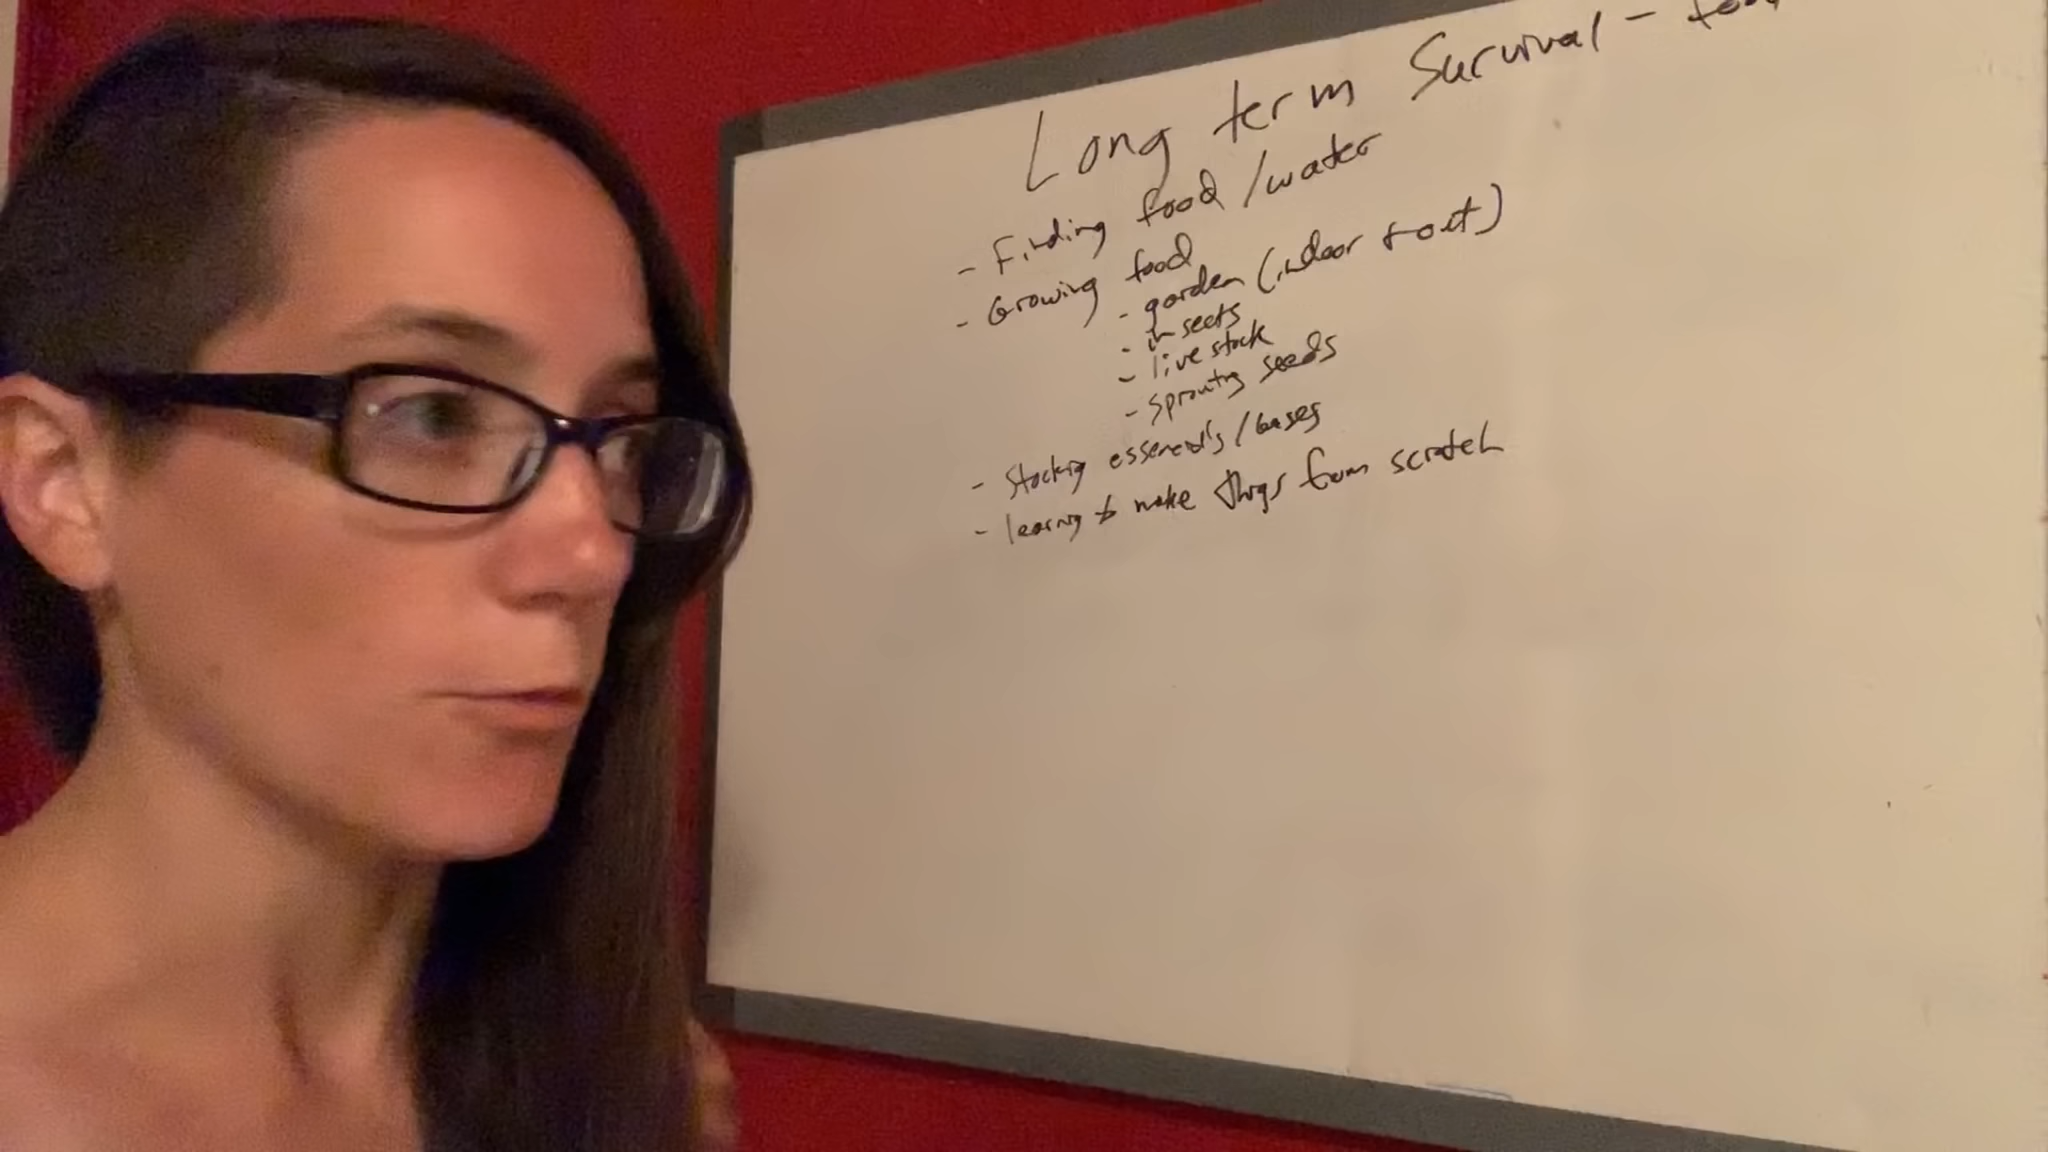 Long term Survival -
- Finding food / water
- Growing food
- garden (indoor + out)
- insects
- live stock
- sprouting seeds
- Stocking essentials / bases
- learning to make things from scratch